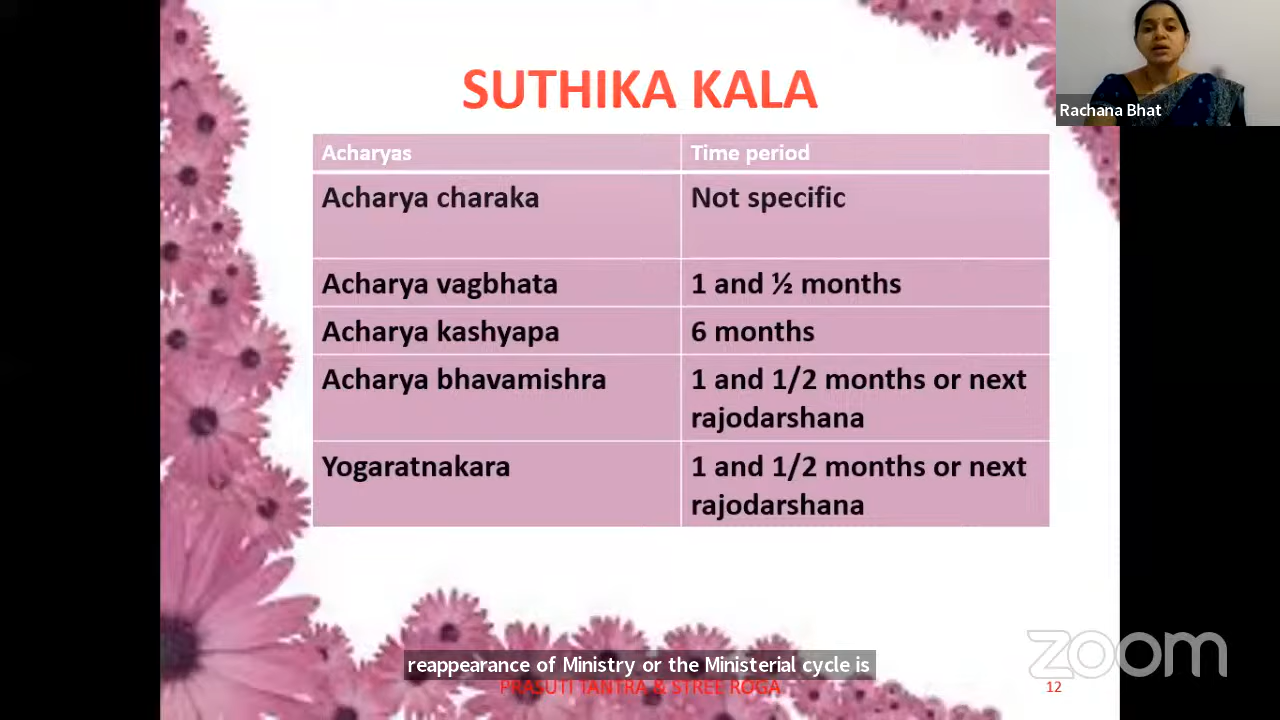 SUTHIKA KALA
Rachana Bhat
Acharyas Time period
Acharya charaka Not specific
Acharya vagbhata 1 and ½ months
Acharya kashyapa 6 months
Acharya bhavamishra 1 and 1/2 months or next
rajodarshana
Yogaratnakara 1 and 1/2 months or next
rajodarshana
reappearance of Ministry or the Ministerial cycle is
PRASUTI TANTRA & STREE ROGA
12
zoom